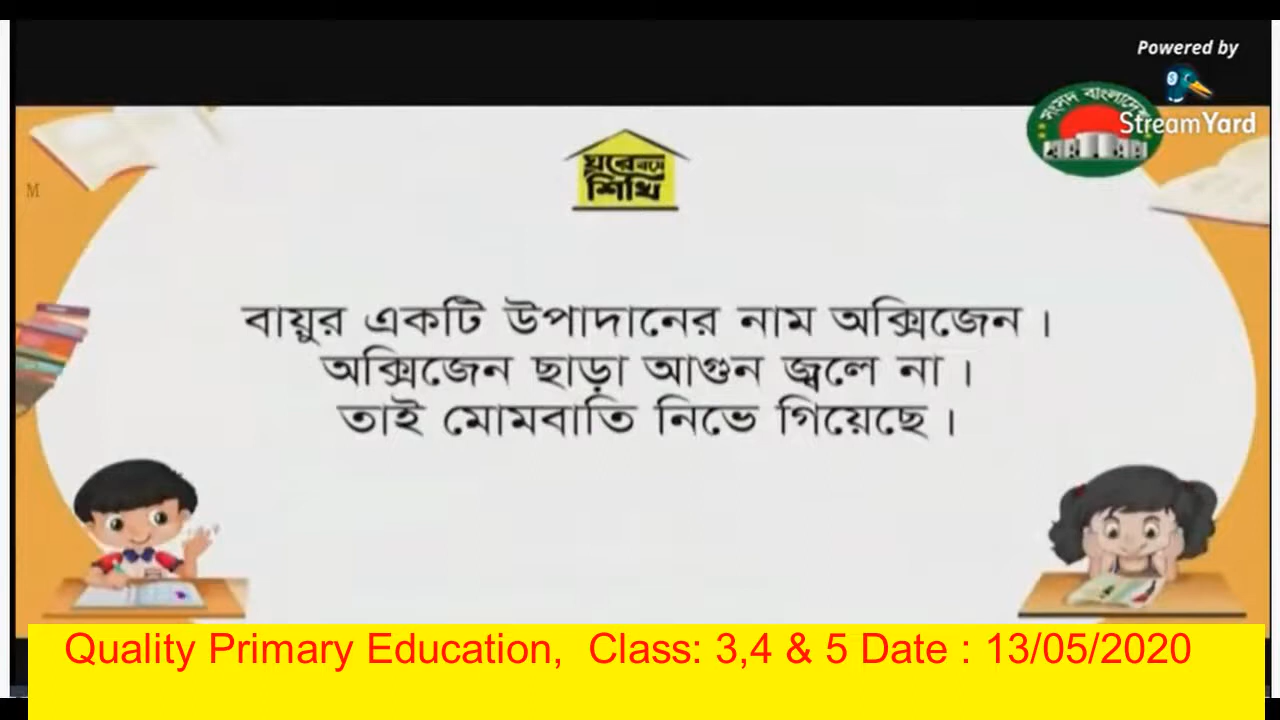 Powered by
সংসদ বাংলাদেশ
StreamYard
ঘরে বসে
শিখি
M
বায়ুর একটি উপাদানের নাম অক্সিজেন।
অক্সিজেন ছাড়া আগুন জ্বলে না।
তাই মোমবাতি নিভে গিয়েছে।
Quality Primary Education, Class: 3,4 & 5 Date : 13/05/2020